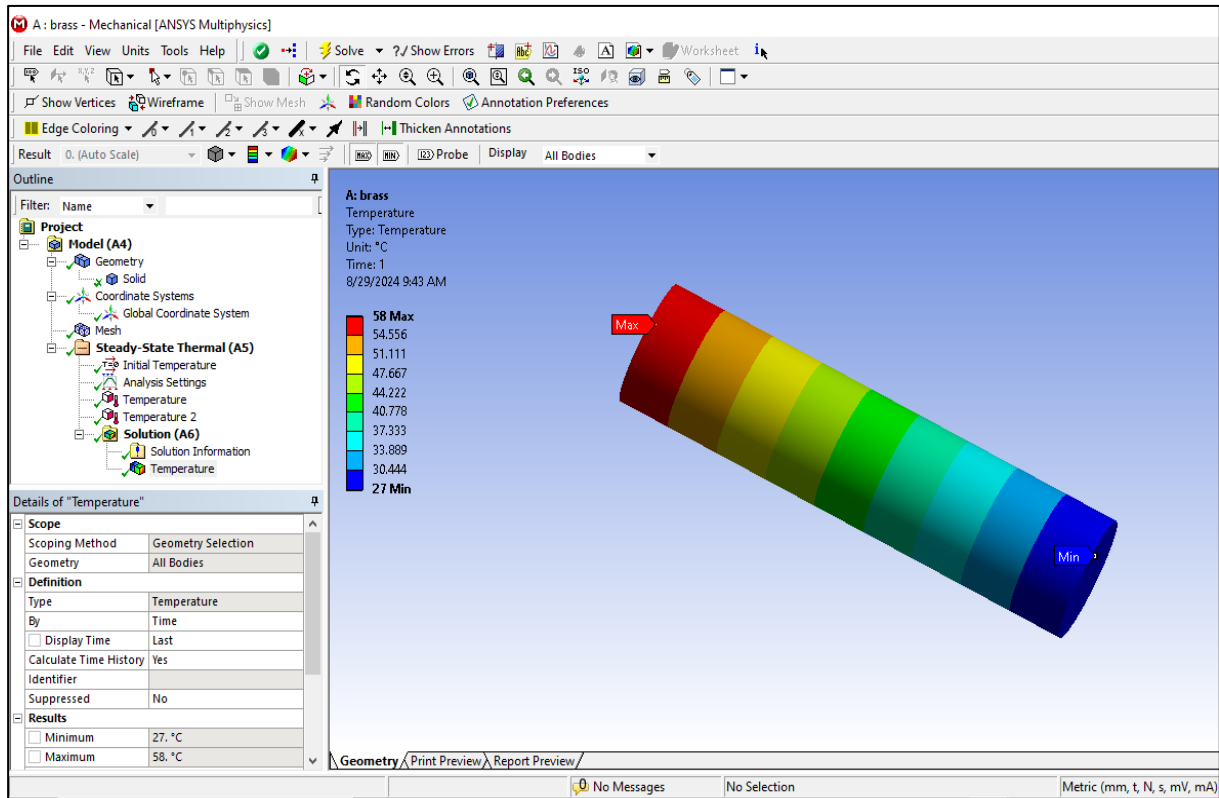 A : brass - Mechanical [ANSYS Multiphysics]
File Edit View Units Tools Help Solve ?/ Show Errors Worksheet
Show Vertices Wireframe Show Mesh Random Colors Annotation Preferences
Edge Coloring Thicken Annotations
Result 0. (Auto Scale) MAX MIN Probe Display All Bodies
Outline
Filter: Name
Project
Model (A4)
Geometry
Solid
Coordinate Systems
Global Coordinate System
Mesh
Steady-State Thermal (A5)
Initial Temperature
Analysis Settings
Temperature
Temperature 2
Solution (A6)
Solution Information
Temperature
Details of "Temperature"
Scope
Scoping Method Geometry Selection
Geometry All Bodies
Definition
Type Temperature
By Time
Display Time Last
Calculate Time History Yes
Identifier
Suppressed No
Results
Minimum 27. °C
Maximum 58. °C
A: brass
Temperature
Type: Temperature
Unit: °C
Time: 1
8/29/2024 9:43 AM
58 Max
54.556
51.111
47.667
44.222
40.778
37.333
33.889
30.444
27 Min
Max
Min
Geometry Print Preview Report Preview
0 No Messages No Selection Metric (mm, t, N, s, mV, mA)